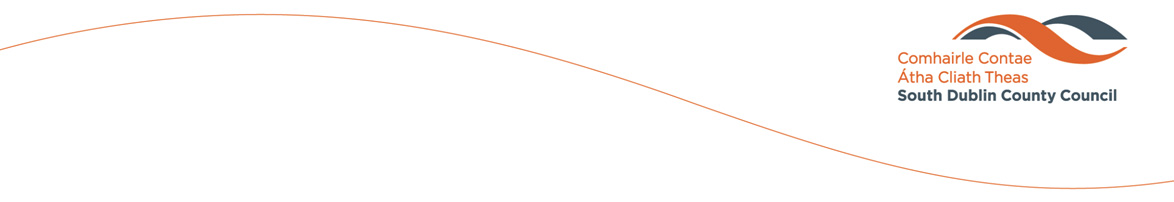 Comhairle Contae
Átha Cliath Theas
South Dublin County Council